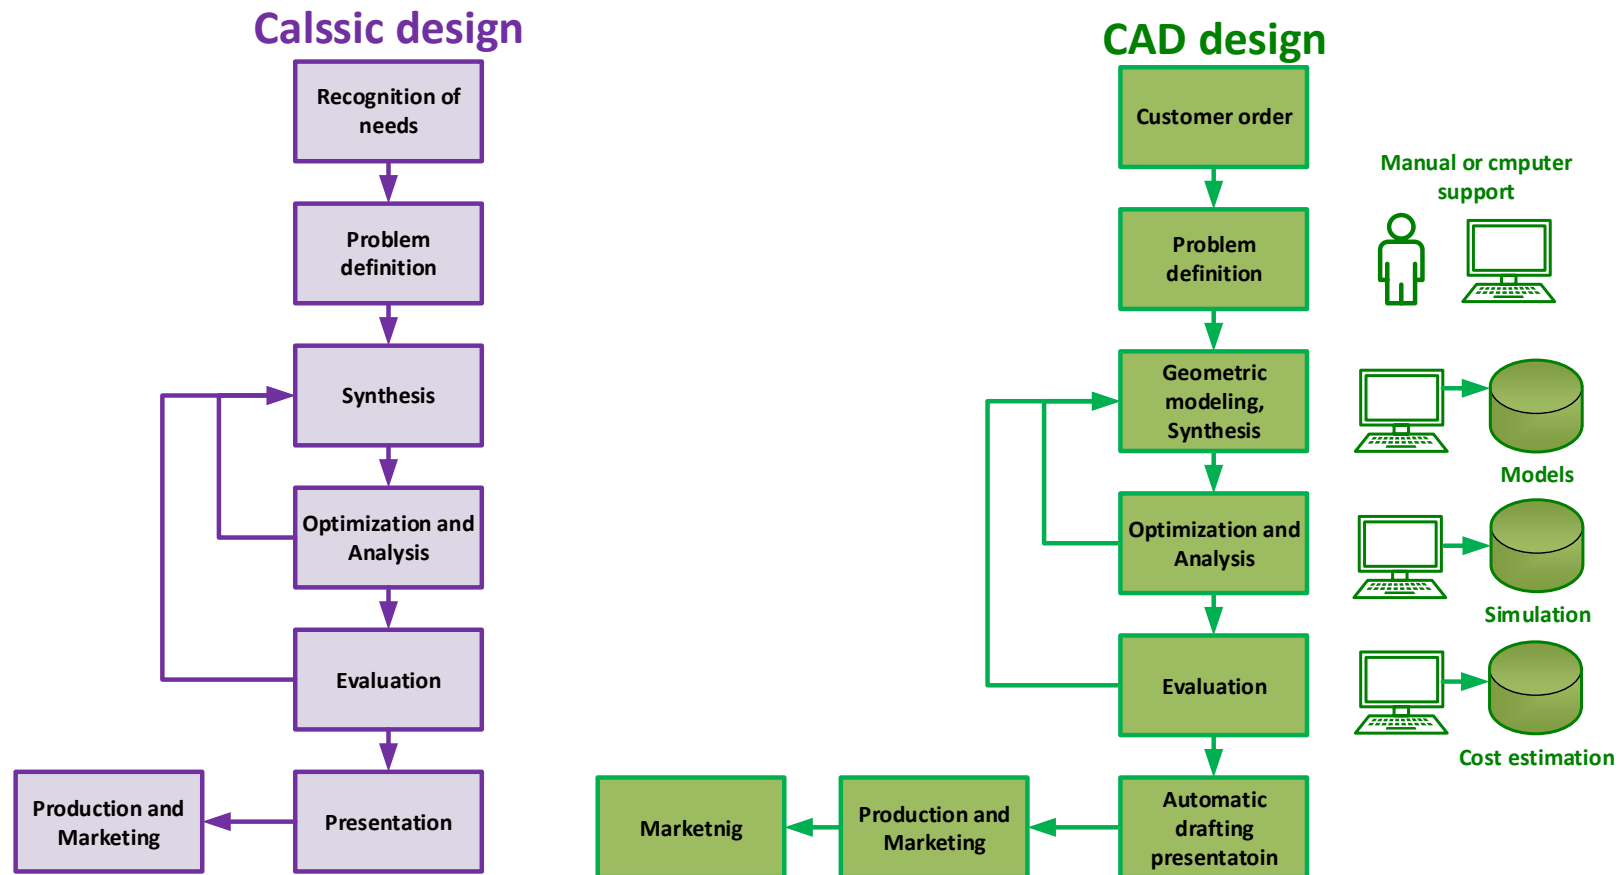 Calssic design
Recognition of
needs
Problem
definition
Synthesis
Optimization and
Analysis
Evaluation
Presentation
Production and
Marketing
CAD design
Customer order
Problem
definition
Geometric
modeling,
Synthesis
Optimization and
Analysis
Evaluation
Automatic
drafting
presentatoin
Production and
Marketing
Marketnig
Manual or cmputer
support
Models
Simulation
Cost estimation